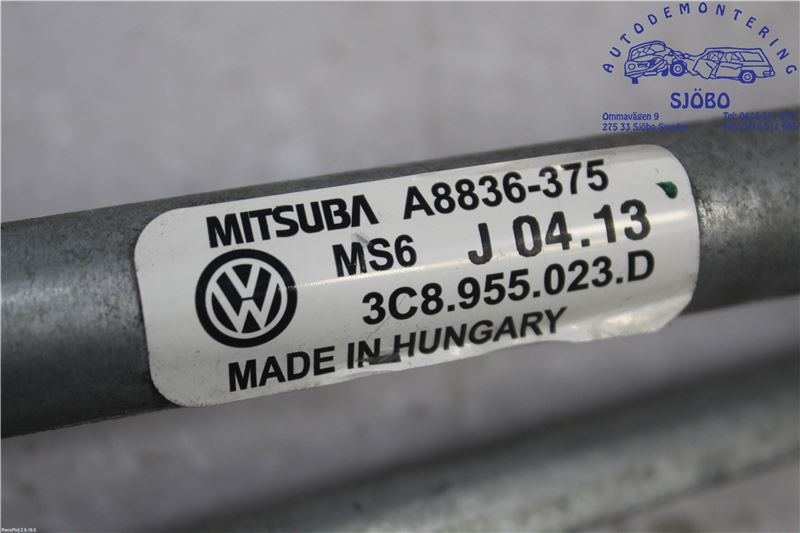 AUTODEMONTERING
SJÖBO
Ommavägen 9
275 33 Sjöbo Sweden
MITSUBA A8836-375
MS6 J 04.13
3C8.955.023.D
MADE IN HUNGARY